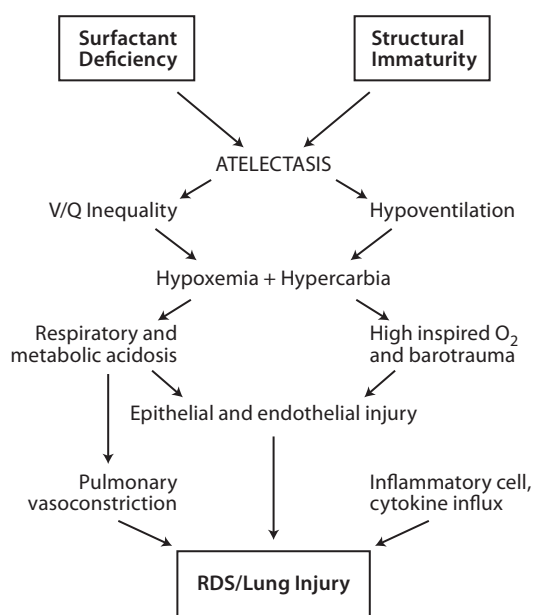 Surfactant
Deficiency
Structural
Immaturity
ATELECTASIS
V/Q Inequality
Hypoventilation
Hypoxemia + Hypercarbia
Respiratory and
metabolic acidosis
High inspired O₂
and barotrauma
Epithelial and endothelial injury
Pulmonary
vasoconstriction
Inflammatory cell,
cytokine influx
RDS/Lung Injury